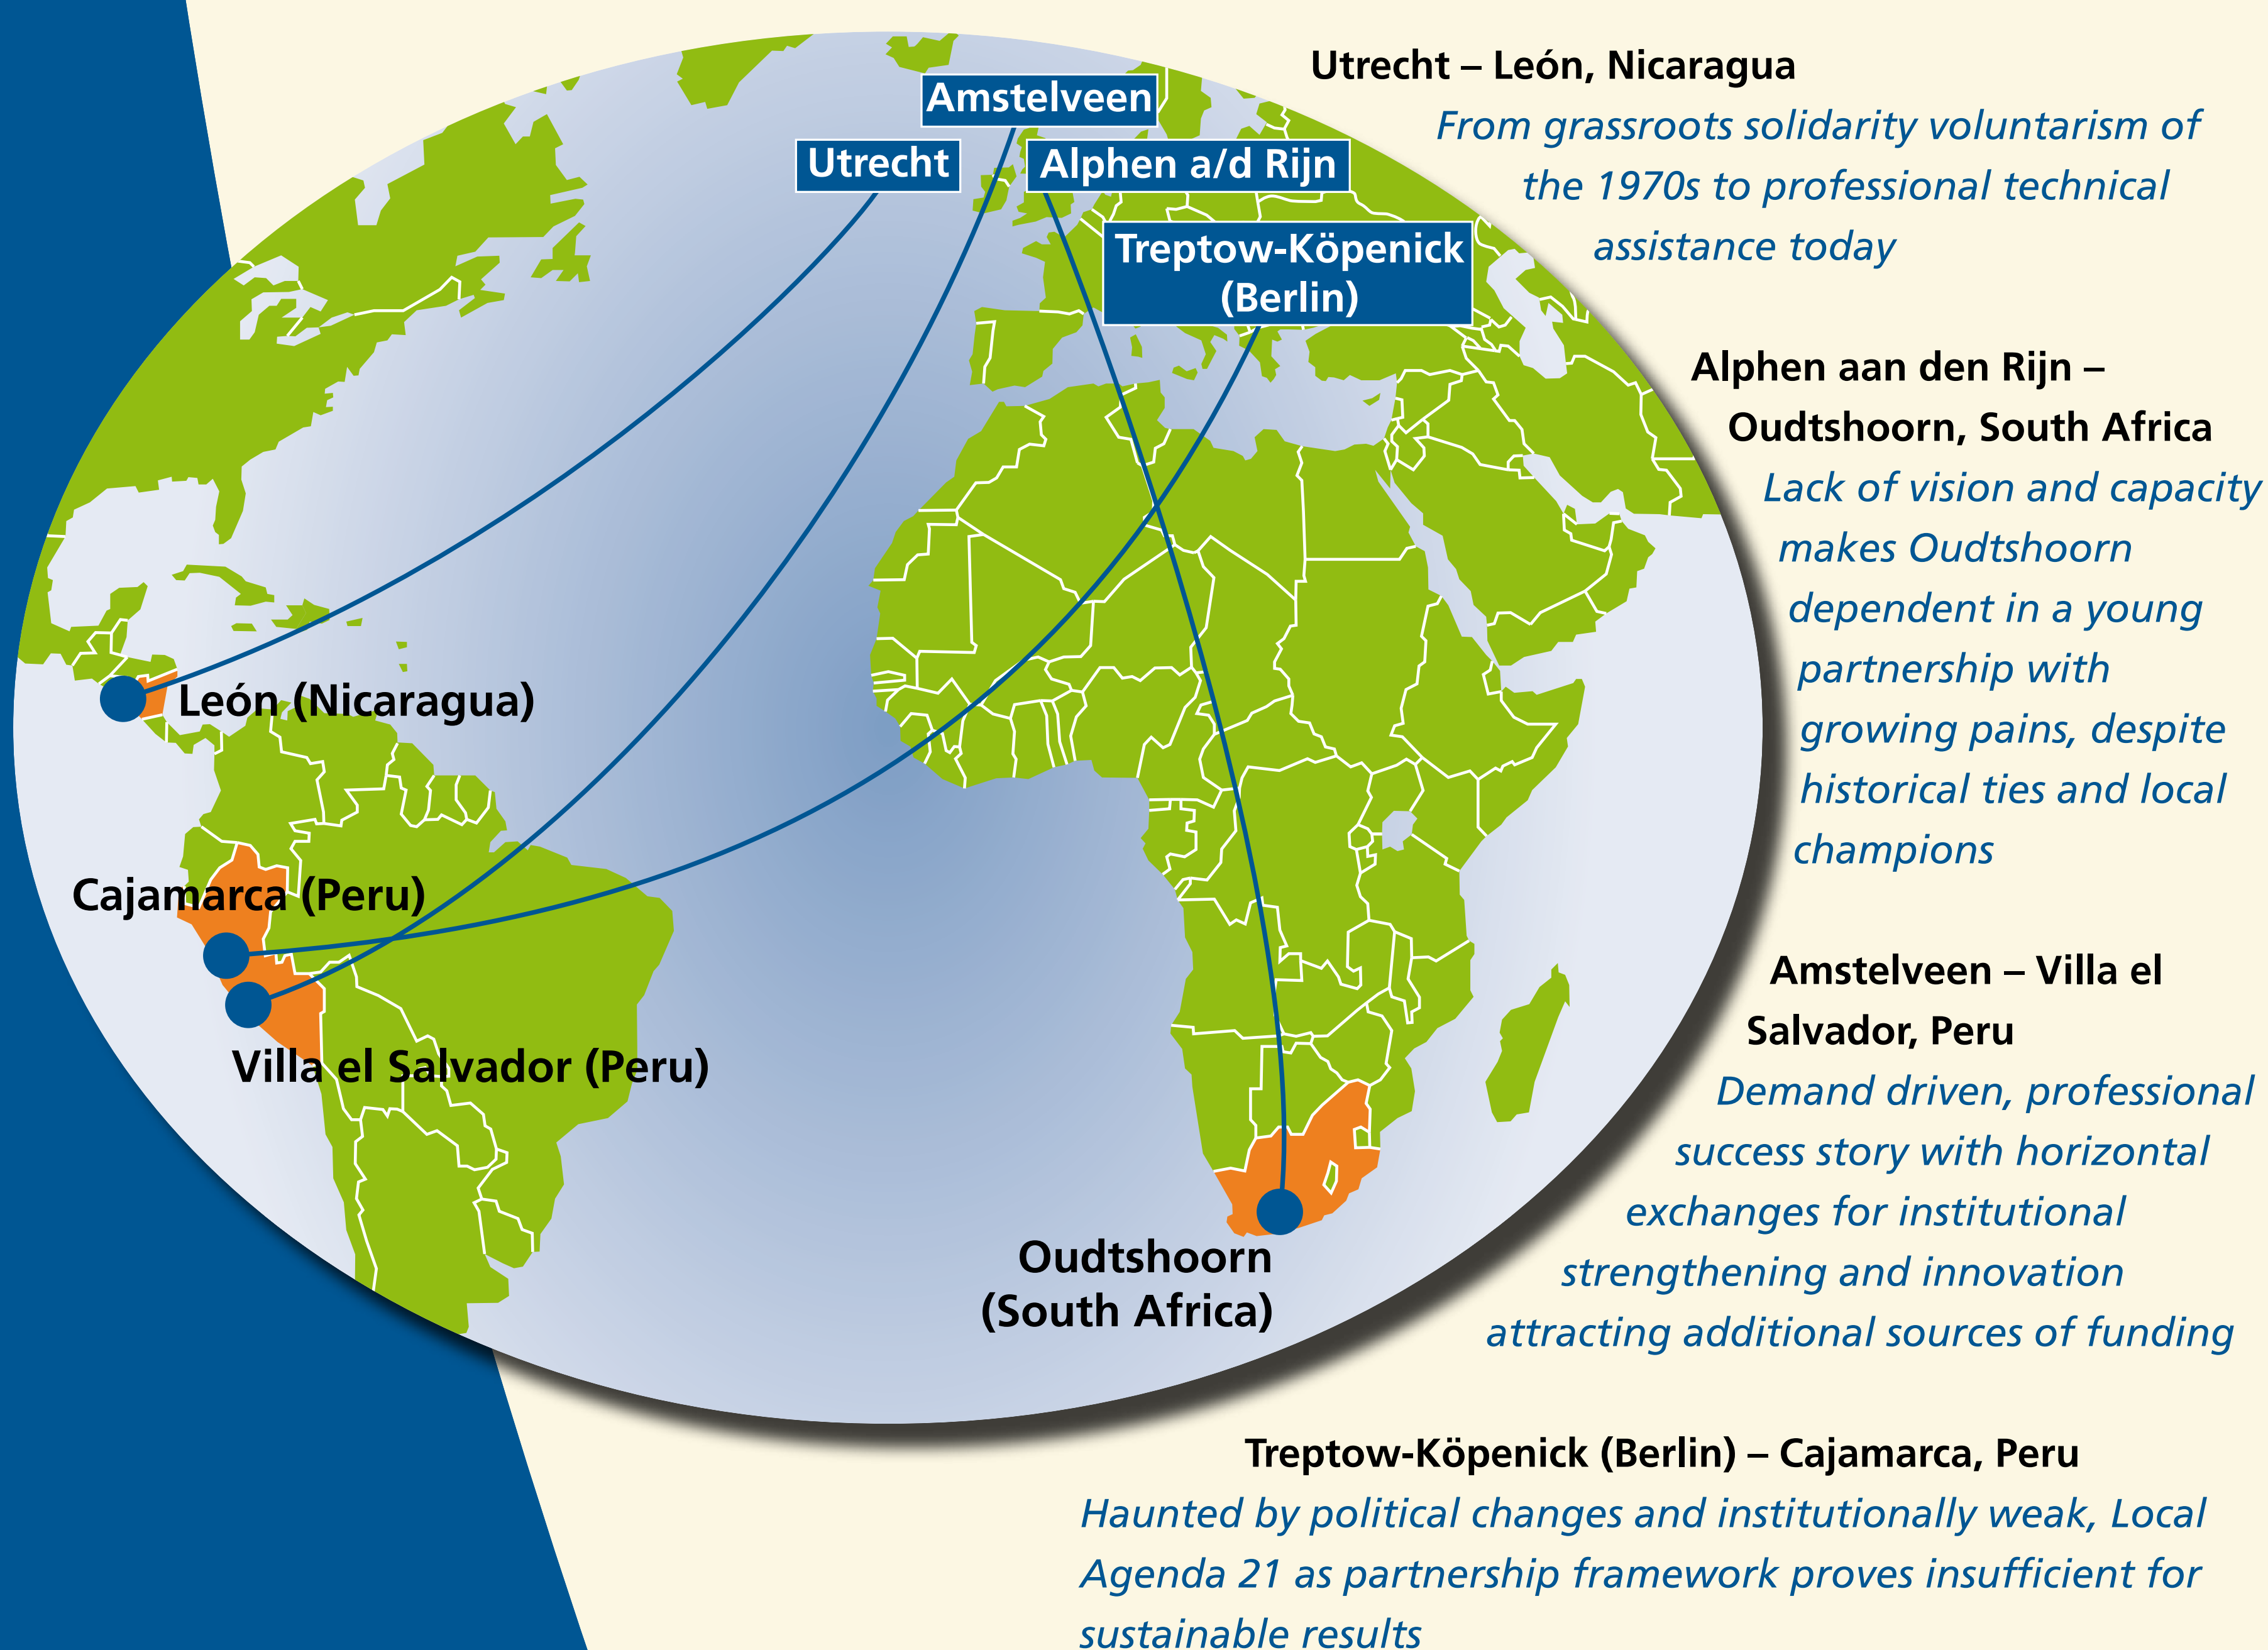 Amstelveen
Utrecht
Alphen a/d Rijn
Treptow-Köpenick
(Berlin)
León (Nicaragua)
Cajamarca (Peru)
Villa el Salvador (Peru)
Oudtshoorn
(South Africa)
Utrecht – León, Nicaragua
From grassroots solidarity voluntarism of
the 1970s to professional technical
assistance today
Alphen aan den Rijn –
Oudtshoorn, South Africa
Lack of vision and capacity
makes Oudtshoorn
dependent in a young
partnership with
growing pains, despite
historical ties and local
champions
Amstelveen – Villa el
Salvador, Peru
Demand driven, professional
success story with horizontal
exchanges for institutional
strengthening and innovation
attracting additional sources of funding
Treptow-Köpenick (Berlin) – Cajamarca, Peru
Haunted by political changes and institutionally weak, Local
Agenda 21 as partnership framework proves insufficient for
sustainable results